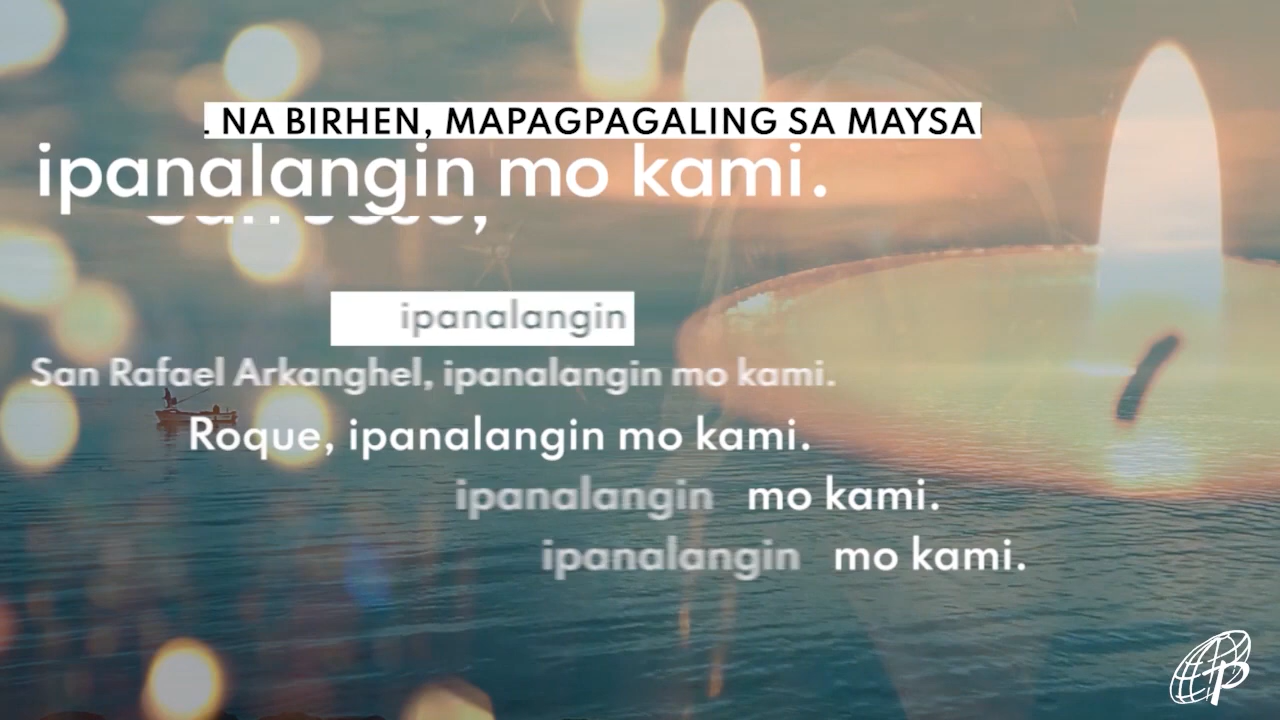 . NA BIRHEN, MAPAGPAGALING SA MAYSA
ipanalangin mo kami.
ipanalangin
San Rafael Arkanghel, ipanalangin mo kami.
Roque, ipanalangin mo kami.
ipanalangin mo kami.
ipanalangin mo kami.